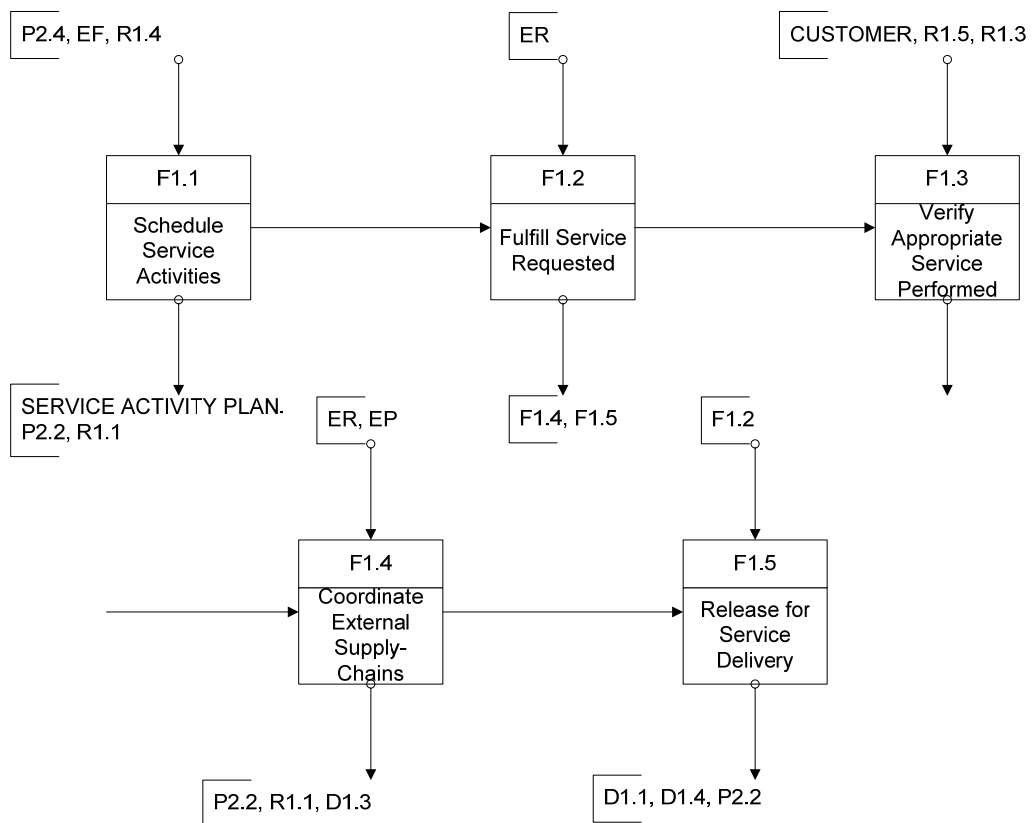 P2.4, EF, R1.4
ER
CUSTOMER, R1.5, R1.3
F1.1
Schedule
Service
Activities
F1.2
Fulfill Service
Requested
F1.3
Verify
Appropriate
Service
Performed
SERVICE ACTIVITY PLAN.
P2.2, R1.1
F1.4, F1.5
ER, EP
F1.2
F1.4
Coordinate
External
Supply-
Chains
F1.5
Release for
Service
Delivery
P2.2, R1.1, D1.3
D1.1, D1.4, P2.2